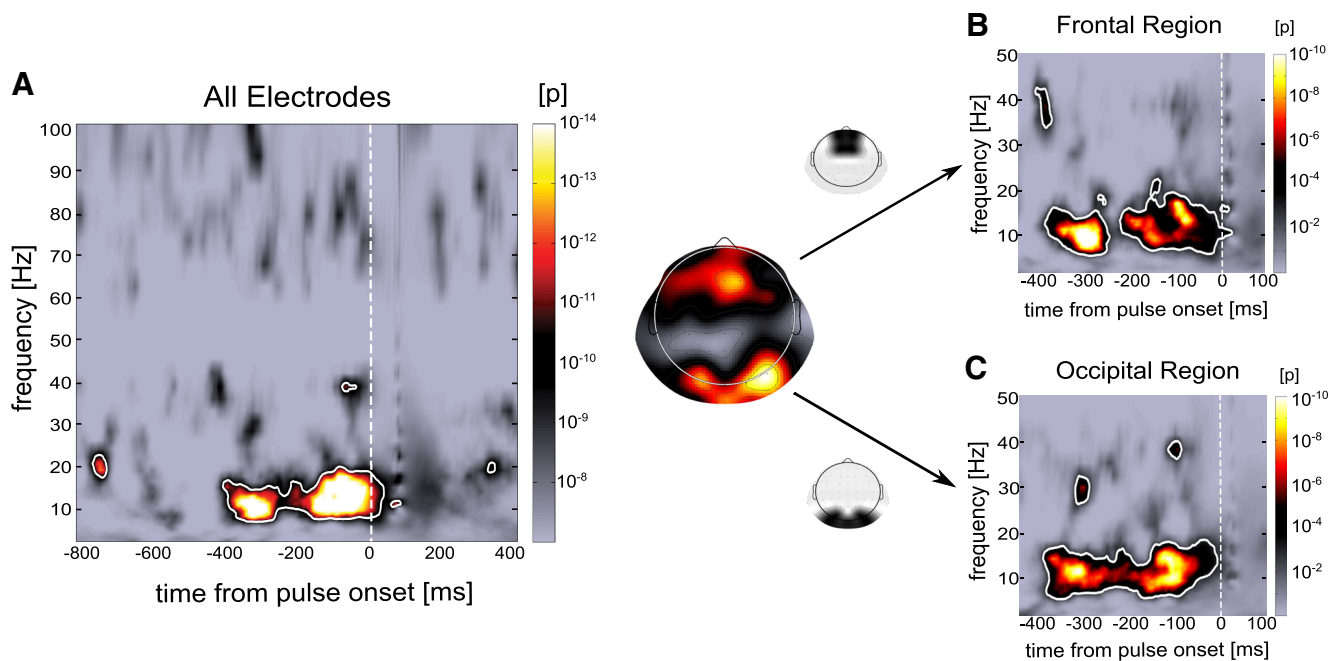 A
All Electrodes
[p]
frequency [Hz]
100
90
80
70
60
50
40
30
20
10
-800 -600 -400 -200 0 200 400
time from pulse onset [ms]
10-14
10-13
10-12
10-11
10-10
10-9
10-8
B
Frontal Region
[p]
frequency [Hz]
50
40
30
20
10
-400 -300 -200 -100 0 100
time from pulse onset [ms]
10-10
10-8
10-6
10-4
10-2
C
Occipital Region
[p]
frequency [Hz]
50
40
30
20
10
-400 -300 -200 -100 0 100
time from pulse onset [ms]
10-10
10-8
10-6
10-4
10-2